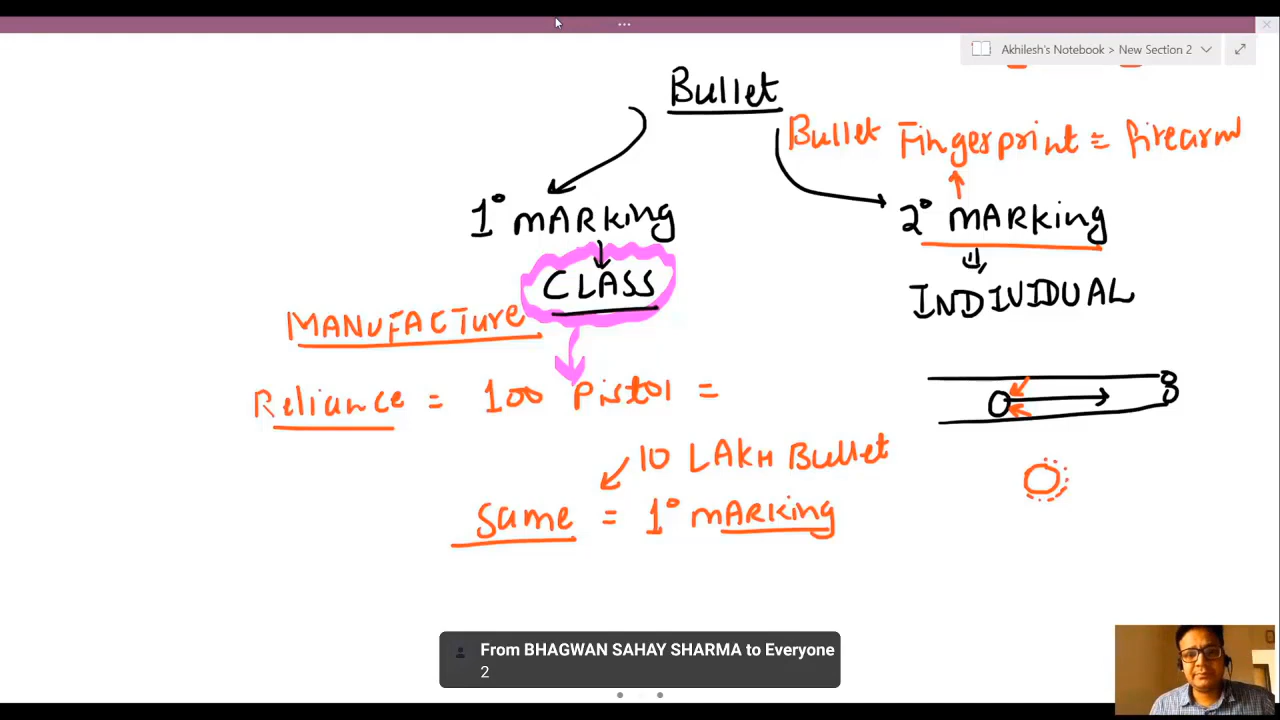 Akhilesh's Notebook > New Section 2
Bullet
Bullet Fingerprint = firearm
1° MARKing
2° MARKing
CLASS
INDIVIDUAL
MANUFACTURe
Reliance = 100 Pistol =
10 LAKH Bullet
Same = 1° MARKing
From BHAGWAN SAHAY SHARMA to Everyone
2